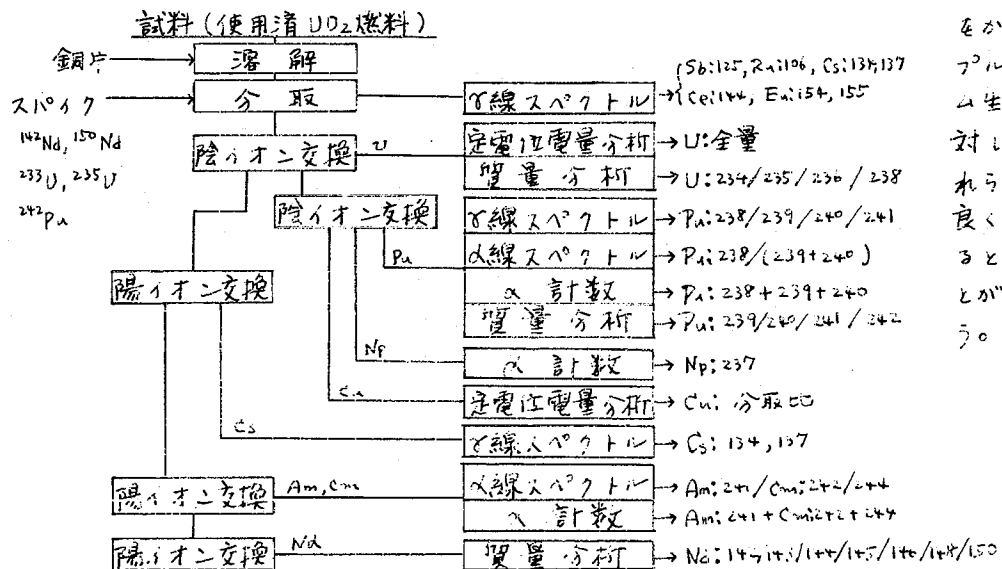 試料(使用済UO₂燃料)
銅片
溶解
分取
スパイク
¹⁴²Nd, ¹⁵⁰Nd
²³³U, ²³⁵U
²⁴²Pu
γ線スペクトル
Sb:125, Ru:106, Cs:134,137
Ce:144, Eu:154, 155
陰イオン交換
U
定電位電量分析
U:全量
質量分析
U:234/235/236/238
陰イオン交換
Pu
γ線スペクトル
Pu:238/239/240/241
α線スペクトル
Pu:238/(239+240)
α計数
Pu:238+239+240
質量分析
Pu:239/240/241/242
陽イオン交換
Np
α計数
Np:237
Cu
定電位電量分析
Cu:分取比
Cs
γ線スペクトル
Cs:134,137
陽イオン交換
Am, Cm
α線スペクトル
Am:241/Cm:242/244
α計数
Am:241+Cm:242+244
陽イオン交換
Nd
質量分析
Nd:142/143/144/145/146/148/150
をか
プル
ム生
対し
れら
良く
ると
とが
う。